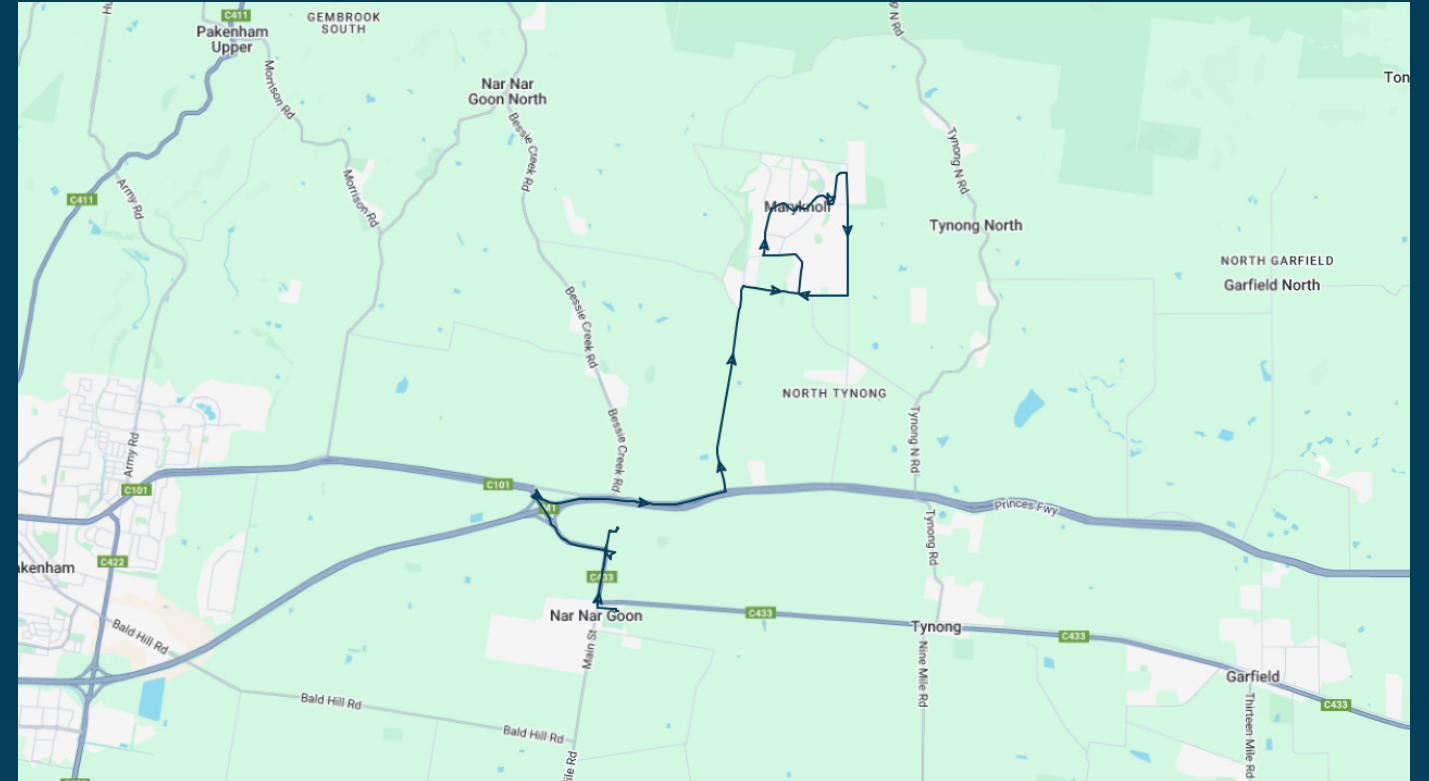 C411
GEMBROOK
SOUTH
Pakenham
Upper
Morrison Rd
Nar Nar
Goon North
Bessie Creek Rd
Ton
Tynong N Rd
C411
Army Rd
Morrison Rd
Maryknoll
Tynong North
NORTH GARFIELD
Garfield North
Bessie Creek Rd
NORTH TYNONG
Bessie Creek Rd
Tynong N Rd
Army Rd
C101
C101
M1
Princes Fwy
Tynong Rd
C422
kenham
C433
Nar Nar Goon
C433
Tynong
C433
Bald Hill Rd
Main St
Nine Mile Rd
Garfield
C433
Thirteen Mile Rd
Bald Hill Rd
Bald Hill Rd